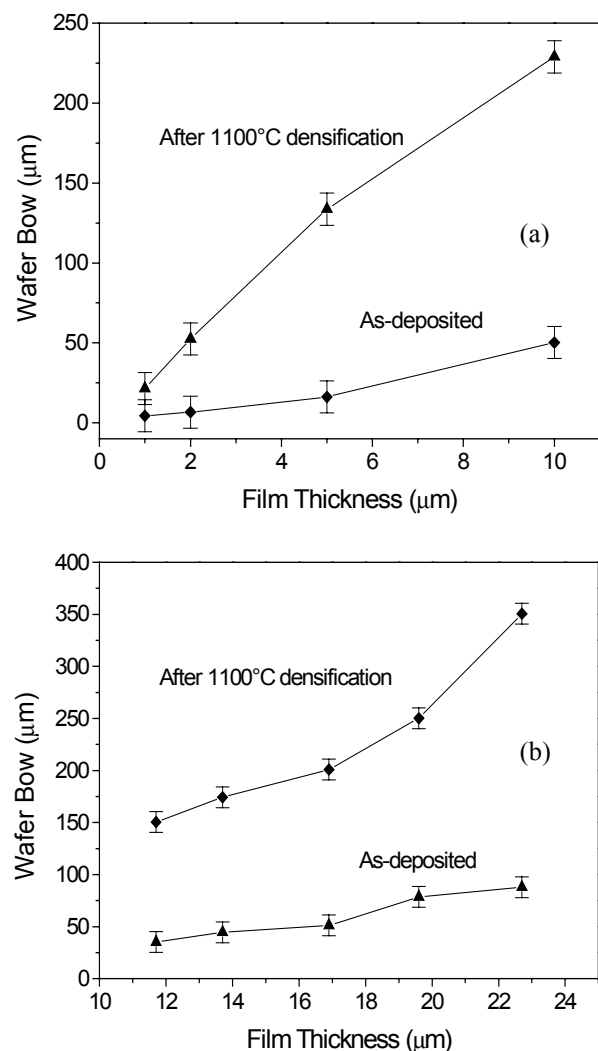 250
200
150
100
50
0
Wafer Bow (μm)
After 1100°C densification
(a)
As-deposited
0 2 4 6 8 10
Film Thickness (μm)
400
350
300
250
200
150
100
50
0
Wafer Bow (μm)
After 1100°C densification
(b)
As-deposited
10 12 14 16 18 20 22 24
Film Thickness (μm)